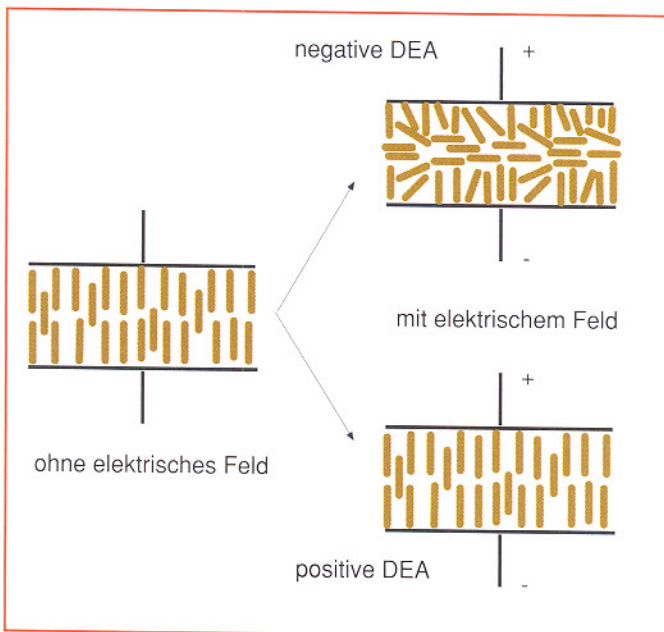 negative DEA
+
-
mit elektrischem Feld
ohne elektrisches Feld
+
positive DEA
-